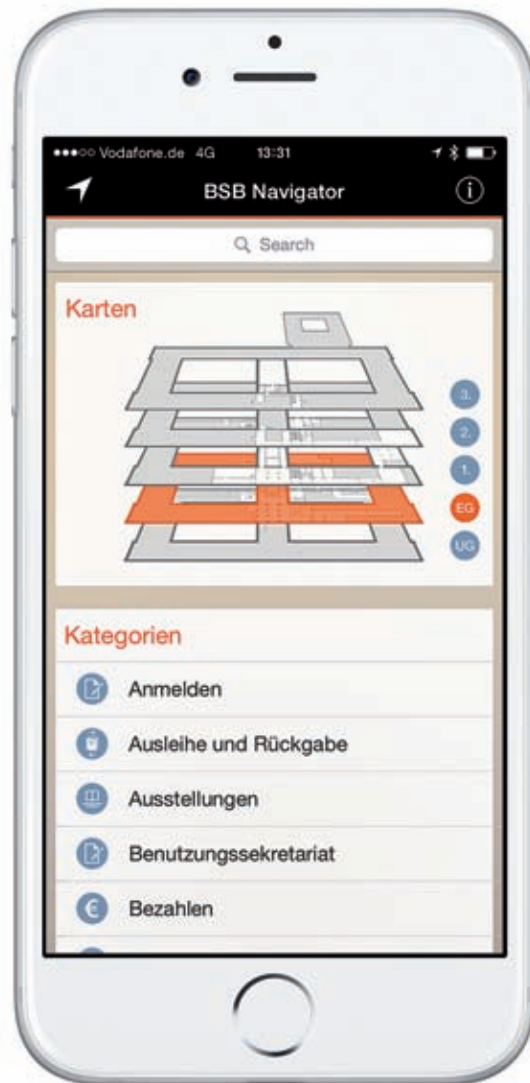 Vodafone.de 4G 13:31
BSB Navigator
Search
Karten
3.
2.
1.
EG
UG
Kategorien
Anmelden
Ausleihe und Rückgabe
Ausstellungen
Benutzungssekretariat
Bezahlen